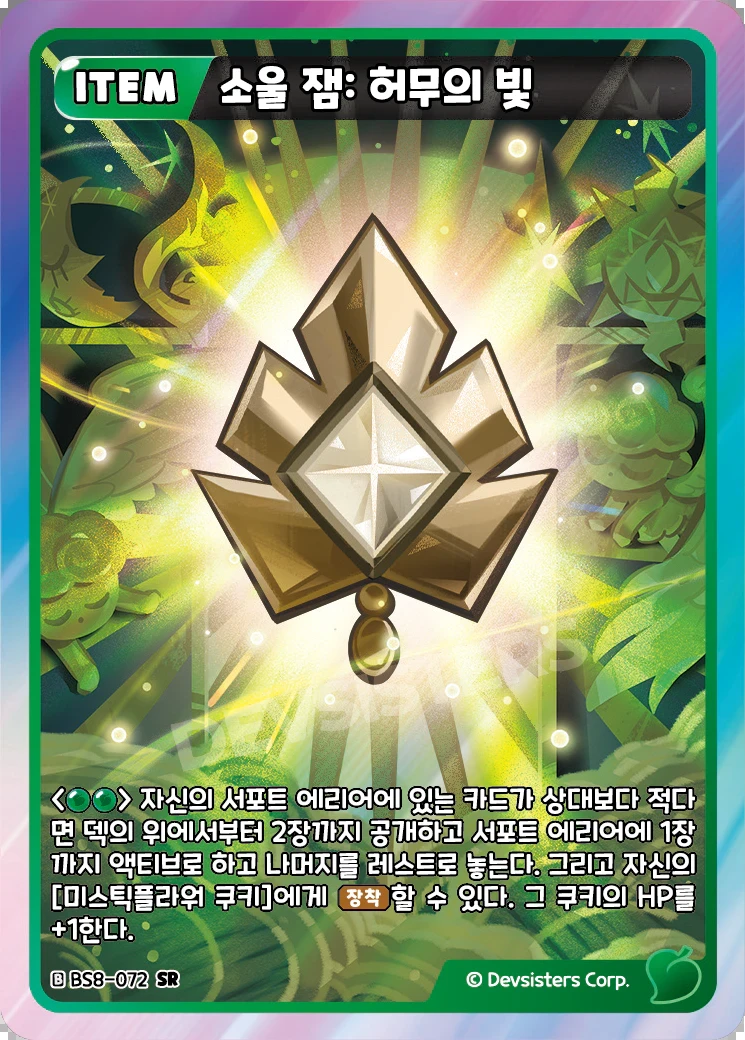 ITEM 소울 잼: 허무의 빛
DEVSISTERS
< > 자신의 서포트 에리어에 있는 카드가 상대보다 적다
면 덱의 위에서부터 2장까지 공개하고 서포트 에리어에 1장
까지 액티브로 하고 나머지를 레스트로 놓는다. 그리고 자신의
[미스틱플라워 쿠키]에게 장착 할 수 있다. 그 쿠키의 HP를
+1한다.
B BS8-072 SR
© Devsisters Corp.